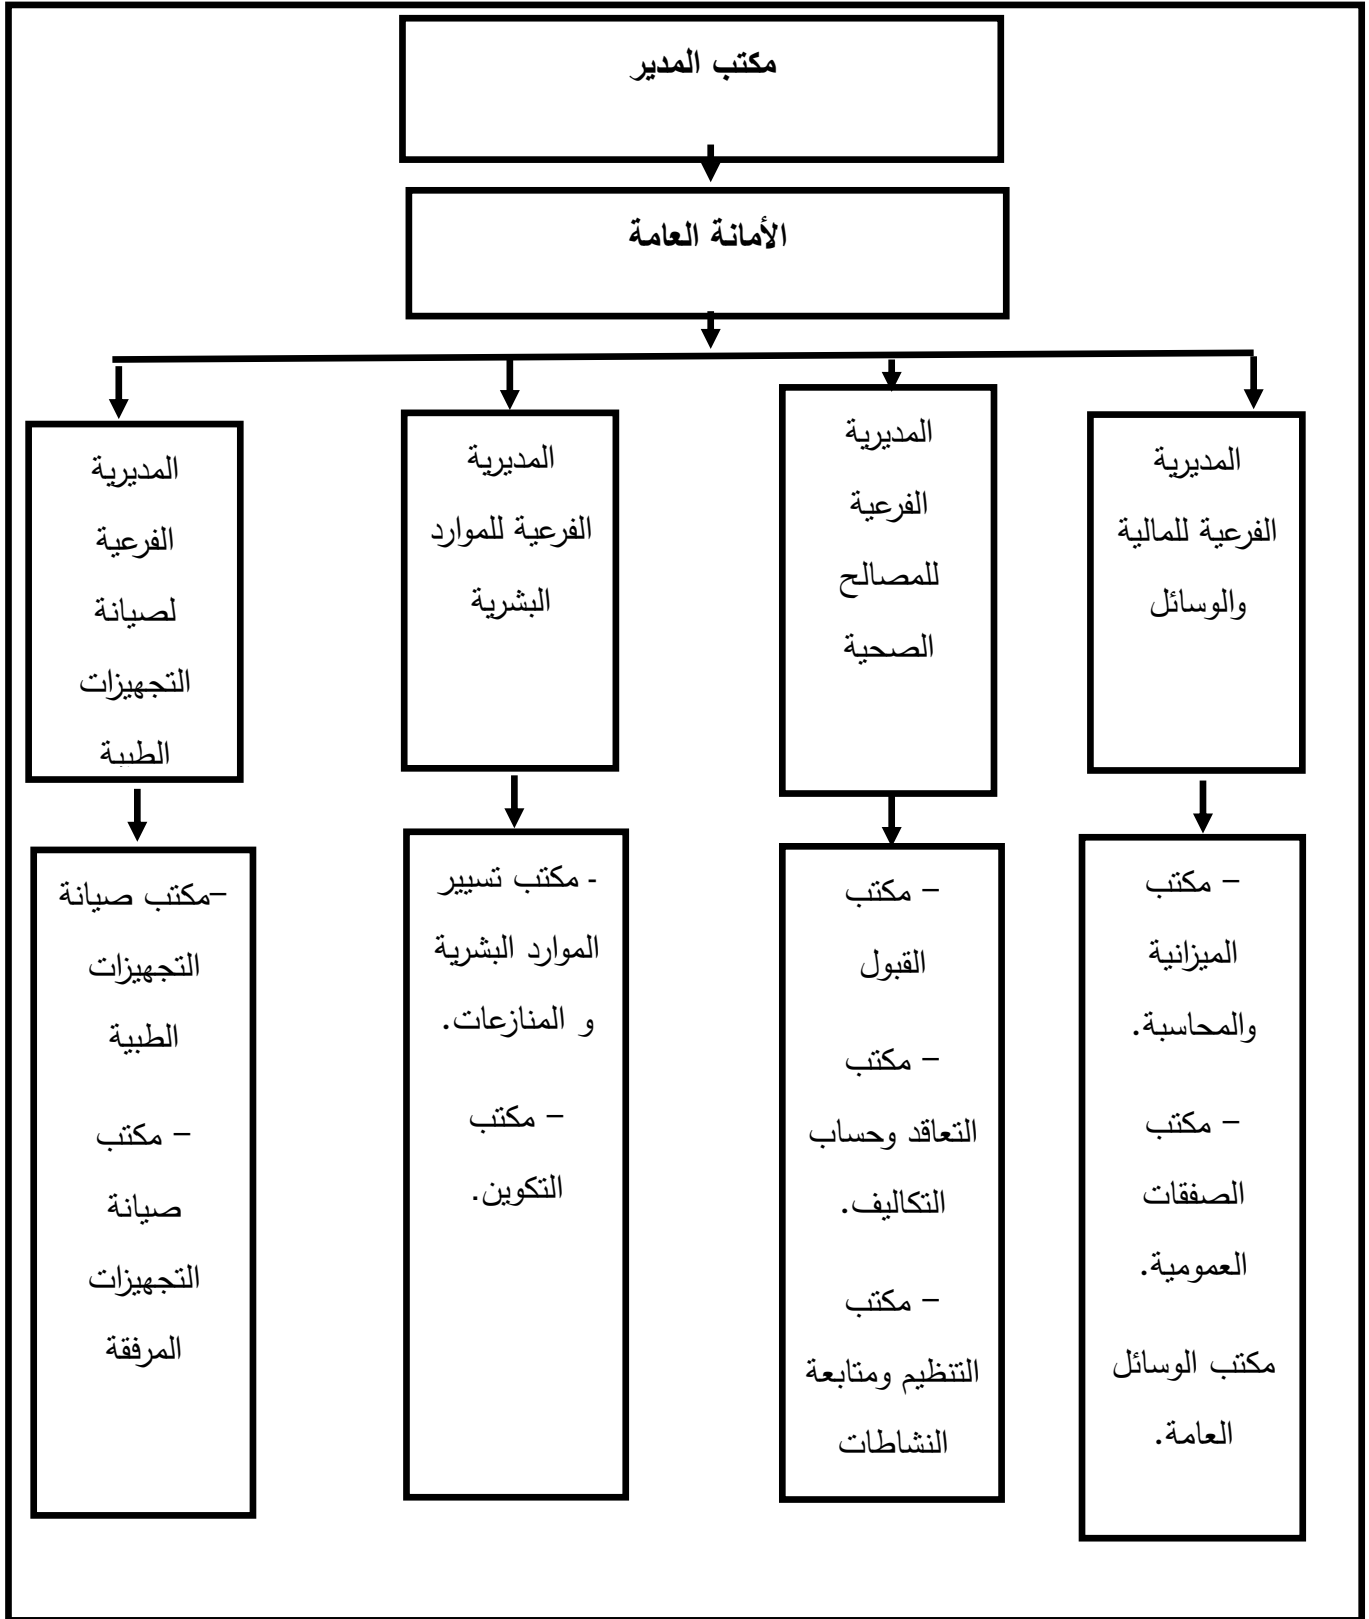 مكتب المدير
الأمانة العامة
المديرية
الفرعية للمالية
والوسائل
المديرية
الفرعية
للمصالح
الصحية
المديرية
الفرعية للموارد
البشرية
المديرية
الفرعية
لصيانة
التجهيزات
الطبية
– مكتب
الميزانية
والمحاسبة.
– مكتب
الصفقات
العمومية.
مكتب الوسائل
العامة.
– مكتب
القبول
– مكتب
التعاقد وحساب
التكاليف.
– مكتب
التنظيم ومتابعة
النشاطات
- مكتب تسيير
الموارد البشرية
و المنازعات.
– مكتب
التكوين.
–مكتب صيانة
التجهيزات
الطبية
– مكتب
صيانة
التجهيزات
المرفقة